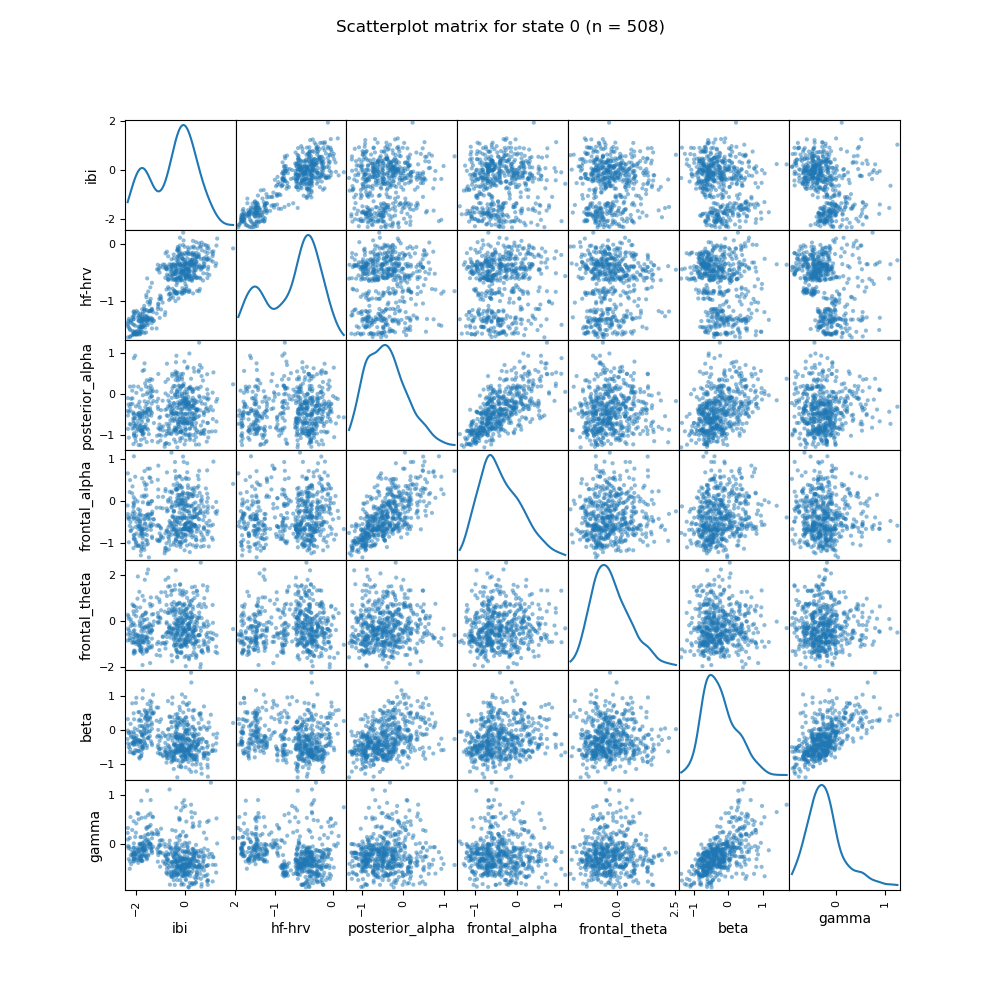 Scatterplot matrix for state 0 (n = 508)
ibi
2
0
−2
hf-hrv
0
−1
posterior_alpha
1
0
−1
frontal_alpha
1
0
−1
frontal_theta
2
0
−2
beta
1
0
−1
gamma
1
0
−2 0 2 −1 0 −1 0 1 −1 0 1 0.0 2.5 −1 0 1 0 1
ibi hf-hrv posterior_alpha frontal_alpha frontal_theta beta gamma